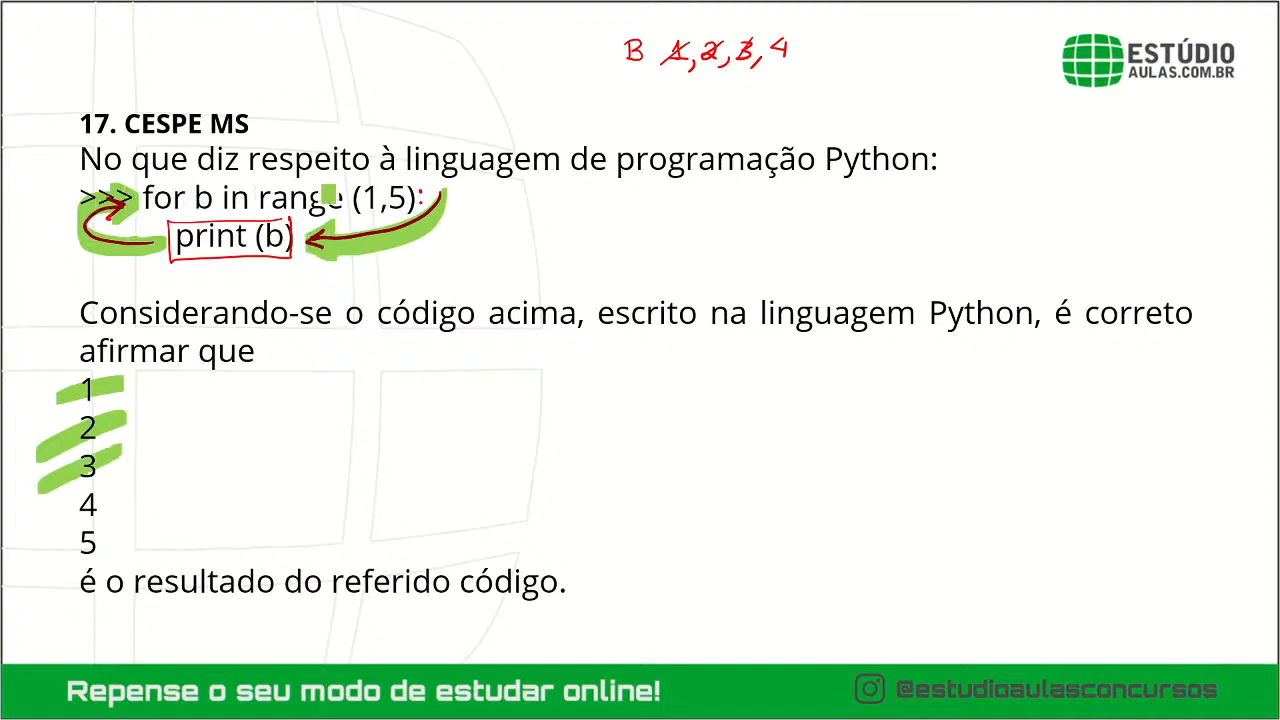 B 1, 2, 3, 4
ESTÚDIO
AULAS.COM.BR
17. CESPE MS
No que diz respeito à linguagem de programação Python:
>>> for b in range (1,5):
print (b)
Considerando-se o código acima, escrito na linguagem Python, é correto
afirmar que
1
2
3
4
5
é o resultado do referido código.
Repense o seu modo de estudar online!
@estudioaulasconcursos